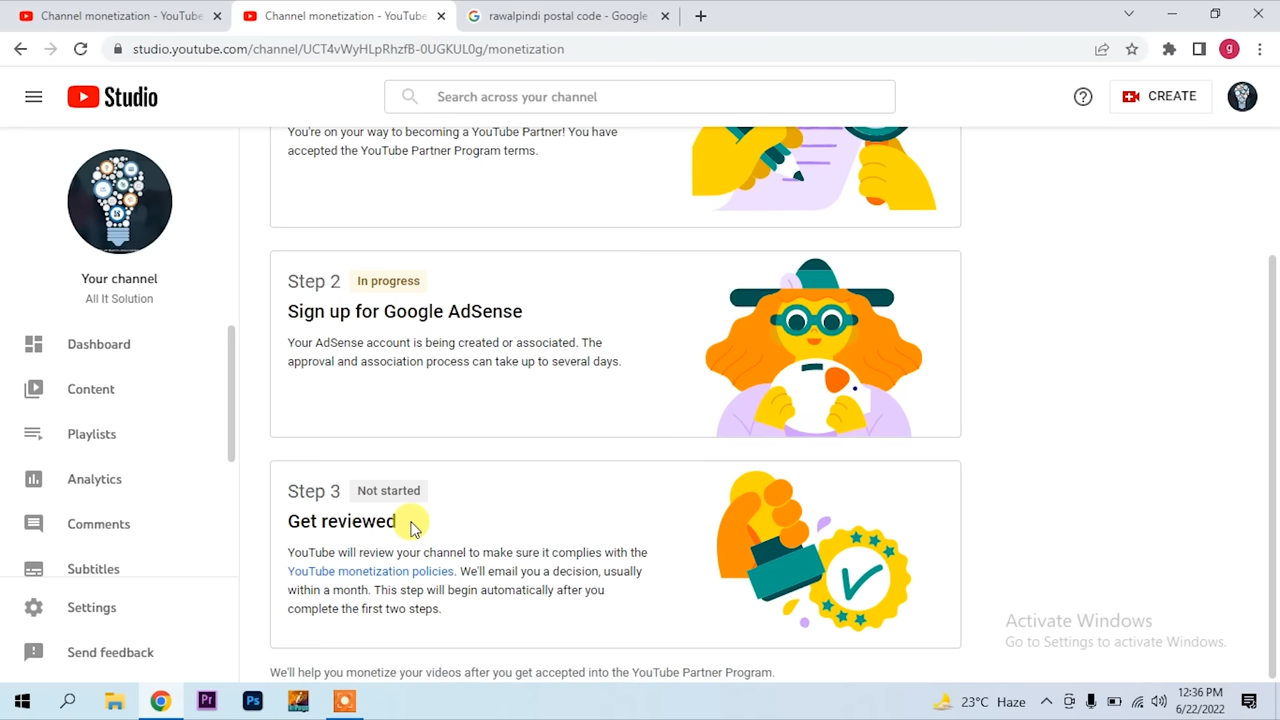 Channel monetization - YouTube
Channel monetization - YouTube
rawalpindi postal code - Google
studio.youtube.com/channel/UCT4vWyHLpRhzfB-0UGKUL0g/monetization
g
Studio
Search across your channel
CREATE
You're on your way to becoming a YouTube Partner! You have
accepted the YouTube Partner Program terms.
Your channel
All It Solution
Dashboard
Content
Playlists
Analytics
Comments
Subtitles
Settings
Send feedback
Step 2 In progress
Sign up for Google AdSense
Your AdSense account is being created or associated. The
approval and association process can take up to several days.
Step 3 Not started
Get reviewed
YouTube will review your channel to make sure it complies with the
YouTube monetization policies. We'll email you a decision, usually
within a month. This step will begin automatically after you
complete the first two steps.
We'll help you monetize your videos after you get accepted into the YouTube Partner Program.
Activate Windows
Go to Settings to activate Windows.
Pr
Ps
23°C Haze
12:36 PM
6/22/2022